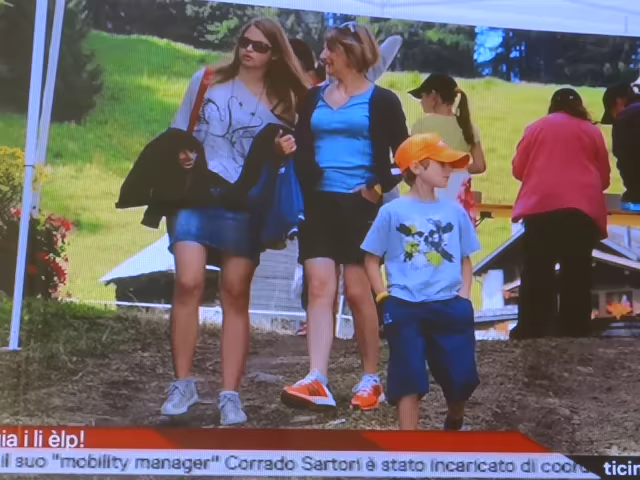 ia i li èlp!
il suo "mobility manager" Corrado Sartori è stato incaricato di coor
ticin